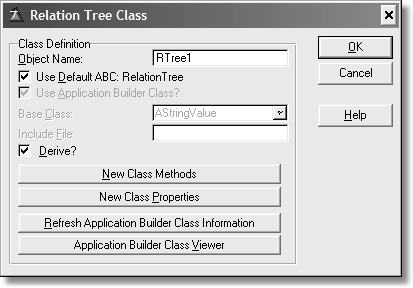 Relation Tree Class
Class Definition
Object Name: RTree1
OK
Use Default ABC: RelationTree
Cancel
Use Application Builder Class?
Base Class: AStringValue
Help
Include File:
Derive?
New Class Methods
New Class Properties
Refresh Application Builder Class Information
Application Builder Class Viewer